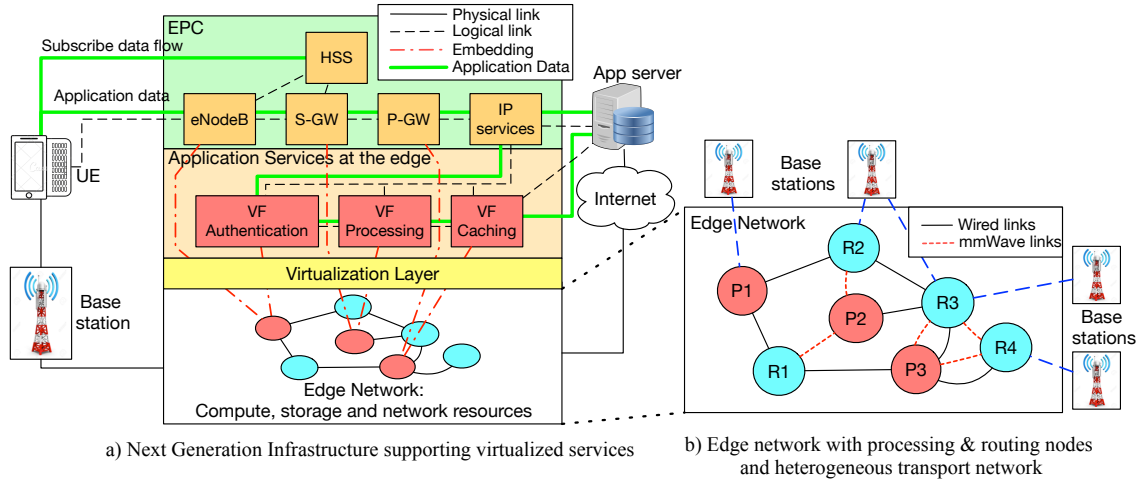 EPC
Physical link
Logical link
Embedding
Application Data
Subscribe data flow
HSS
App server
Application data
eNodeB
S-GW
P-GW
IP
services
UE
Application Services at the edge
Internet
VF
Authentication
VF
Processing
VF
Caching
Virtualization Layer
Base
station
Edge Network:
Compute, storage and network resources
a) Next Generation Infrastructure supporting virtualized services
Base
stations
Edge Network
Wired links
mmWave links
R2
P1
R3
P2
Base
stations
R4
R1
P3
b) Edge network with processing & routing nodes
and heterogeneous transport network